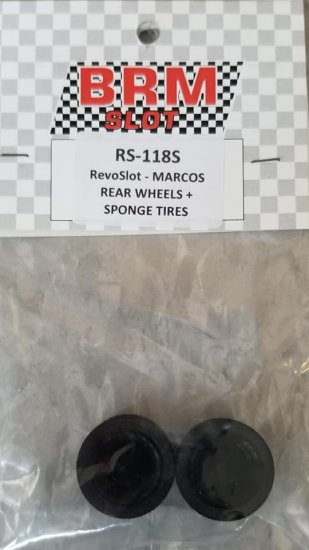 BRM
SLOT
RS-118S
RevoSlot - MARCOS
REAR WHEELS +
SPONGE TIRES